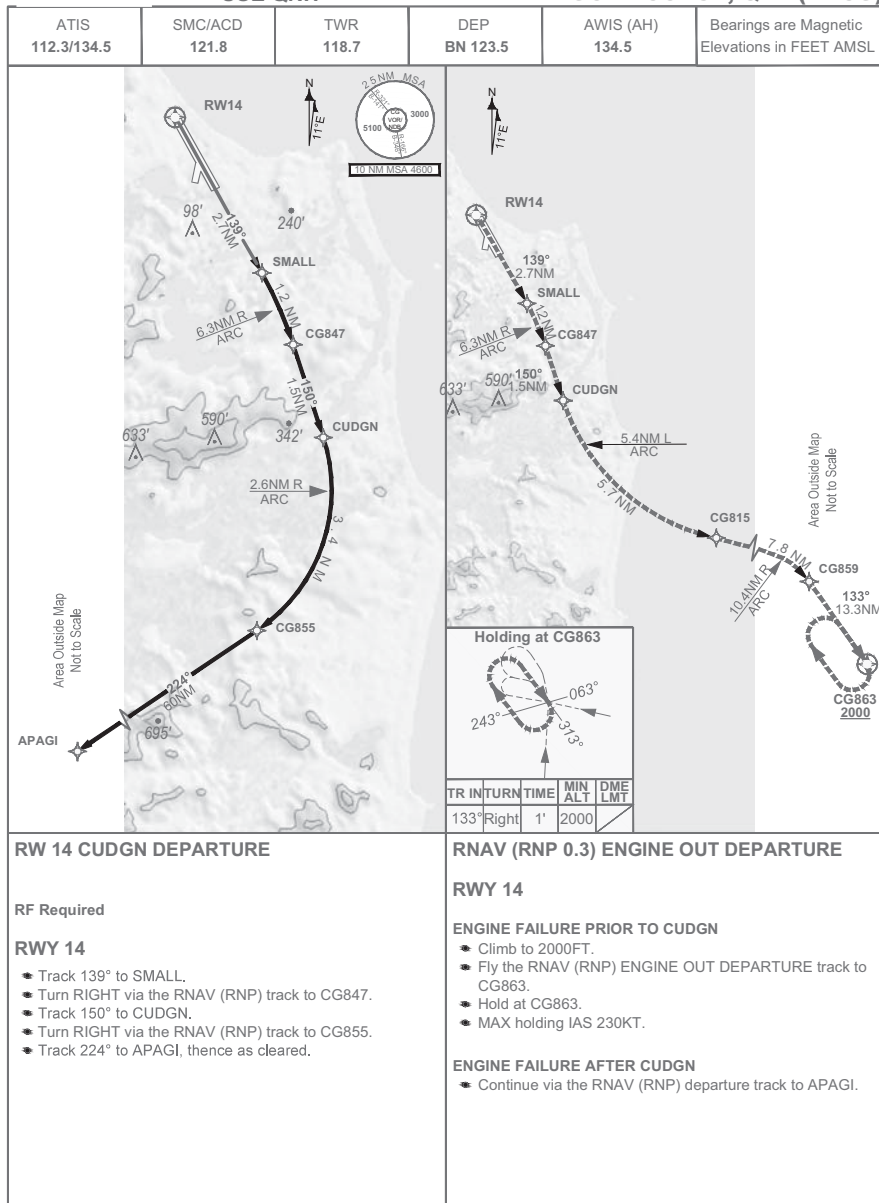 ATIS
112.3/134.5
SMC/ACD
121.8
TWR
118.7
DEP
BN 123.5
AWIS (AH)
134.5
Bearings are Magnetic
Elevations in FEET AMSL
RW14
N
11°E
25NM MSA
5100
3000
CG
VOR/
NDB
10 NM MSA 4600
98'
240'
139°
2.7NM
SMALL
1.2 NM
6.3NM R
ARC
CG847
150°
1.5NM
CUDGN
633'
590'
342'
2.6NM R
ARC
3.4 NM
CG855
224°
60NM
695'
APAGI
Area Outside Map
Not to Scale
N
11°E
RW14
139°
2.7NM
SMALL
1.2NM
6.3NM R
ARC
CG847
150°
1.5NM
633'
590'
CUDGN
5.4NM L
ARC
5.7NM
CG815
7.8 NM
10.4NM R
ARC
CG859
133°
13.3NM
CG863
2000
Area Outside Map
Not to Scale
Holding at CG863
063°
243°
313°
TR IN TURN TIME MIN ALT DME LMT
133° Right 1' 2000
RW 14 CUDGN DEPARTURE
RF Required
RWY 14
Track 139° to SMALL.
Turn RIGHT via the RNAV (RNP) track to CG847.
Track 150° to CUDGN.
Turn RIGHT via the RNAV (RNP) track to CG855.
Track 224° to APAGI, thence as cleared.
RNAV (RNP 0.3) ENGINE OUT DEPARTURE
RWY 14
ENGINE FAILURE PRIOR TO CUDGN
Climb to 2000FT.
Fly the RNAV (RNP) ENGINE OUT DEPARTURE track to
CG863.
Hold at CG863.
MAX holding IAS 230KT.
ENGINE FAILURE AFTER CUDGN
Continue via the RNAV (RNP) departure track to APAGI.